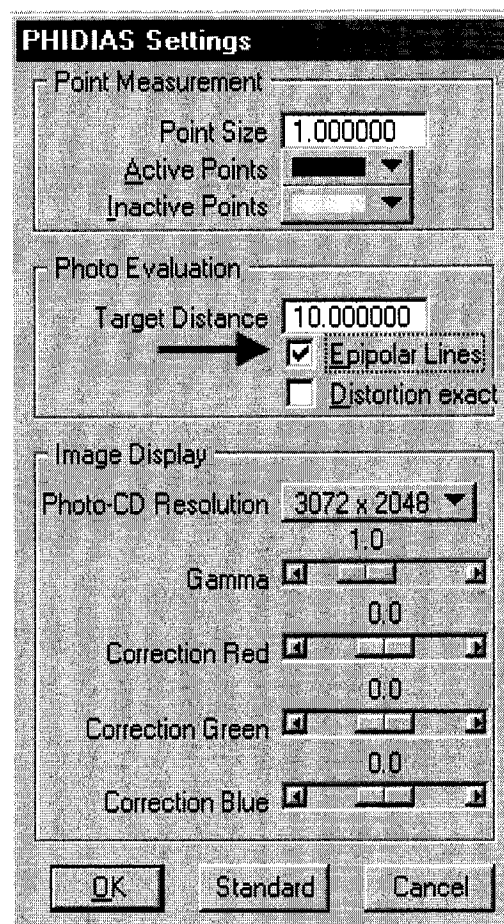 PHIDIAS Settings
Point Measurement
Point Size 1.000000
Active Points
Inactive Points
Photo Evaluation
Target Distance 10.000000
Epipolar Lines
Distortion exact
Image Display
Photo-CD Resolution 3072 x 2048
1.0
Gamma
0.0
Correction Red
0.0
Correction Green
0.0
Correction Blue
OK Standard Cancel